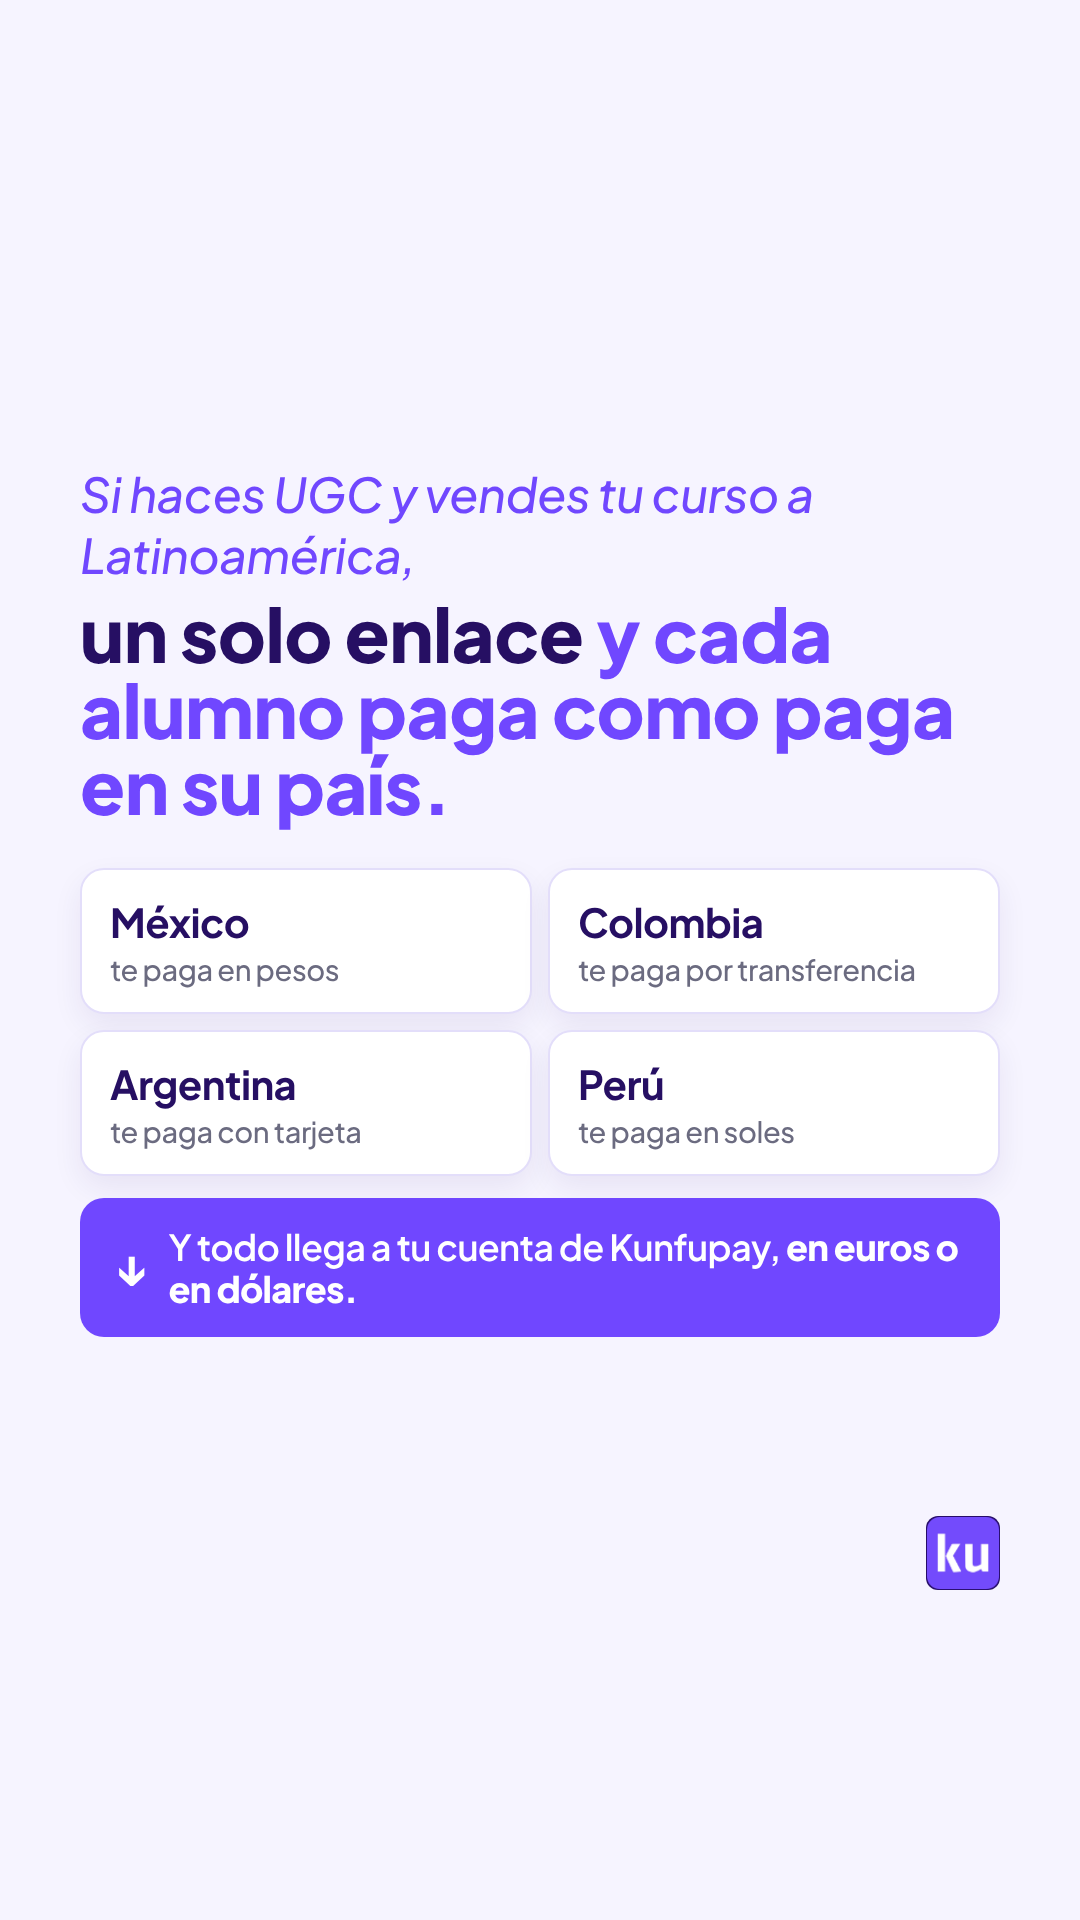 Si haces UGC y vendes tu curso a
Latinoamérica,
un solo enlace y cada
alumno paga como paga
en su país.
México
te paga en pesos
Colombia
te paga por transferencia
Argentina
te paga con tarjeta
Perú
te paga en soles
Y todo llega a tu cuenta de Kunfupay, en euros o
en dólares.
ku